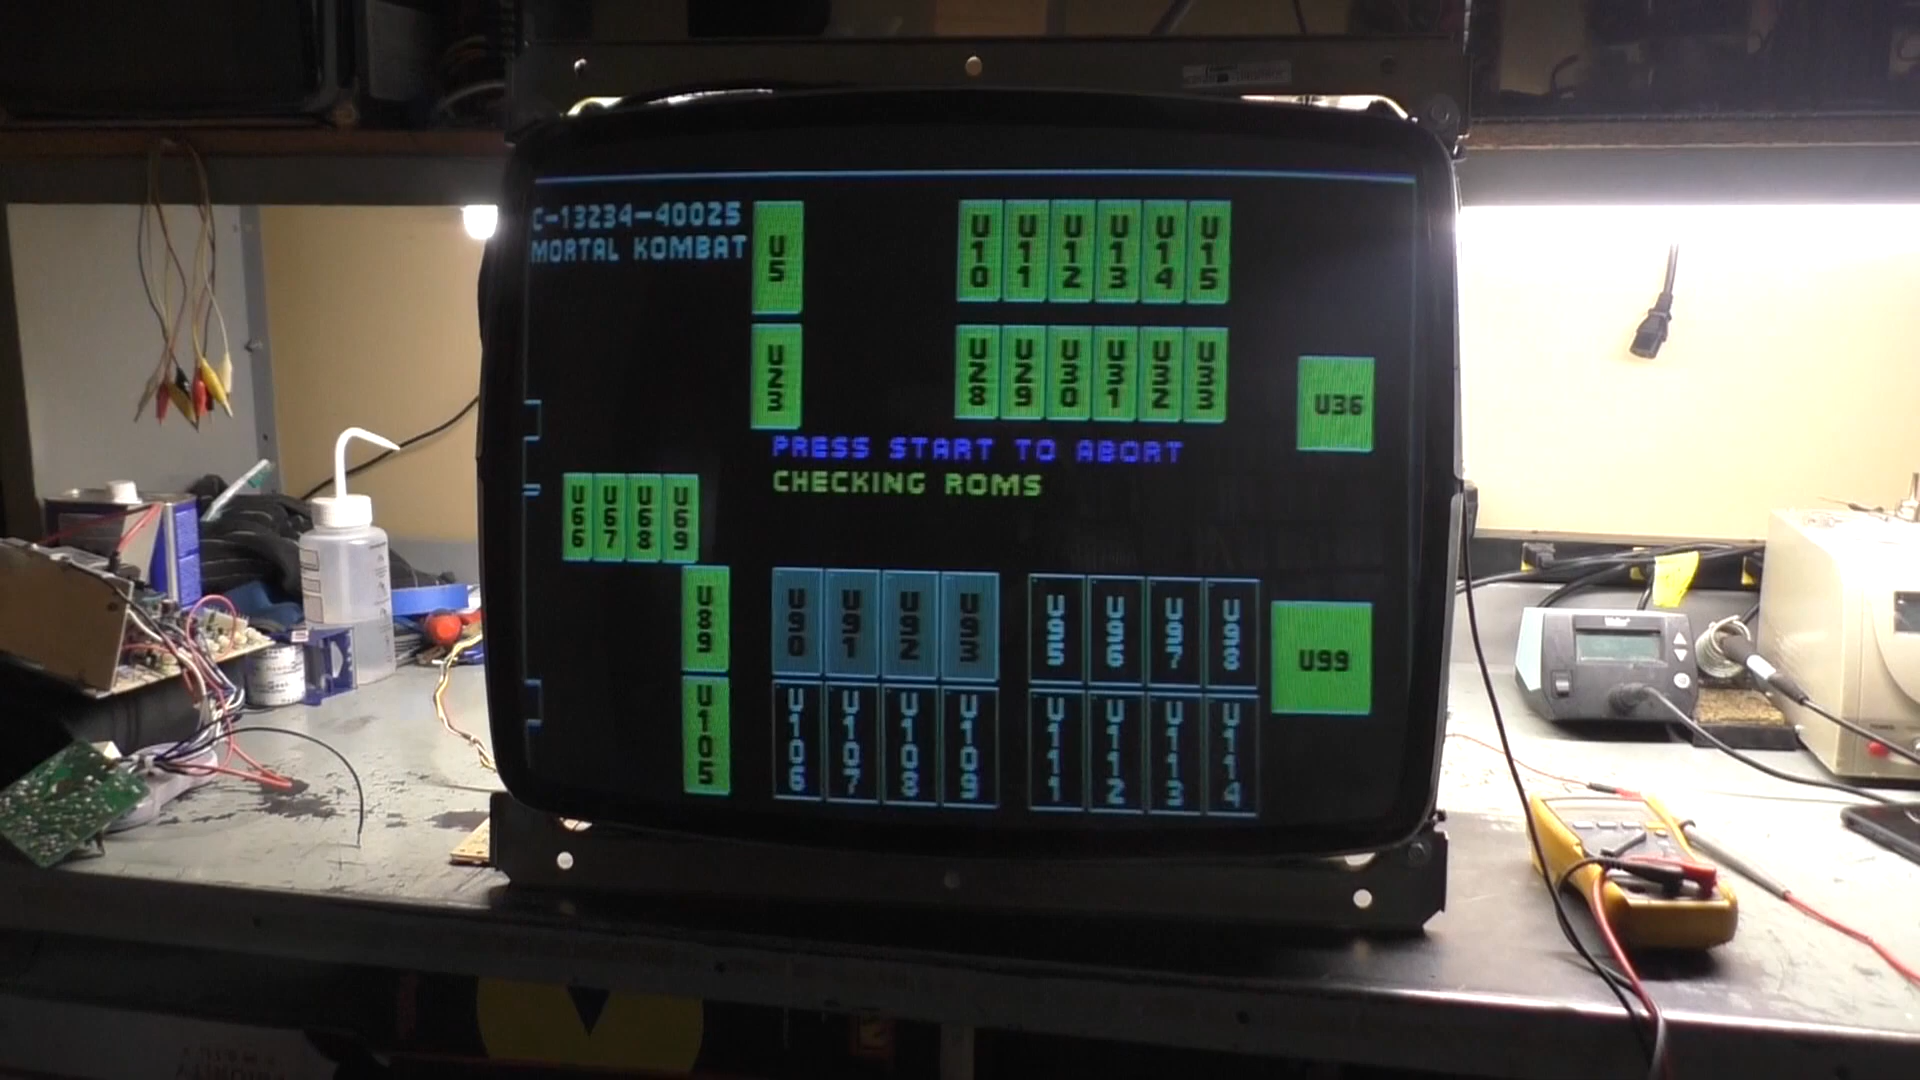 C-13234-40025
MORTAL KOMBAT
U5
U10 U11 U12 U13 U14 U15
U23
U28 U29 U30 U31 U32 U33
U36
PRESS START TO ABORT
CHECKING ROMS
U66 U67 U68 U69
U89
U90 U91 U92 U93
U95 U96 U97 U98
U99
U105
U106 U107 U108 U109
U111 U112 U113 U114